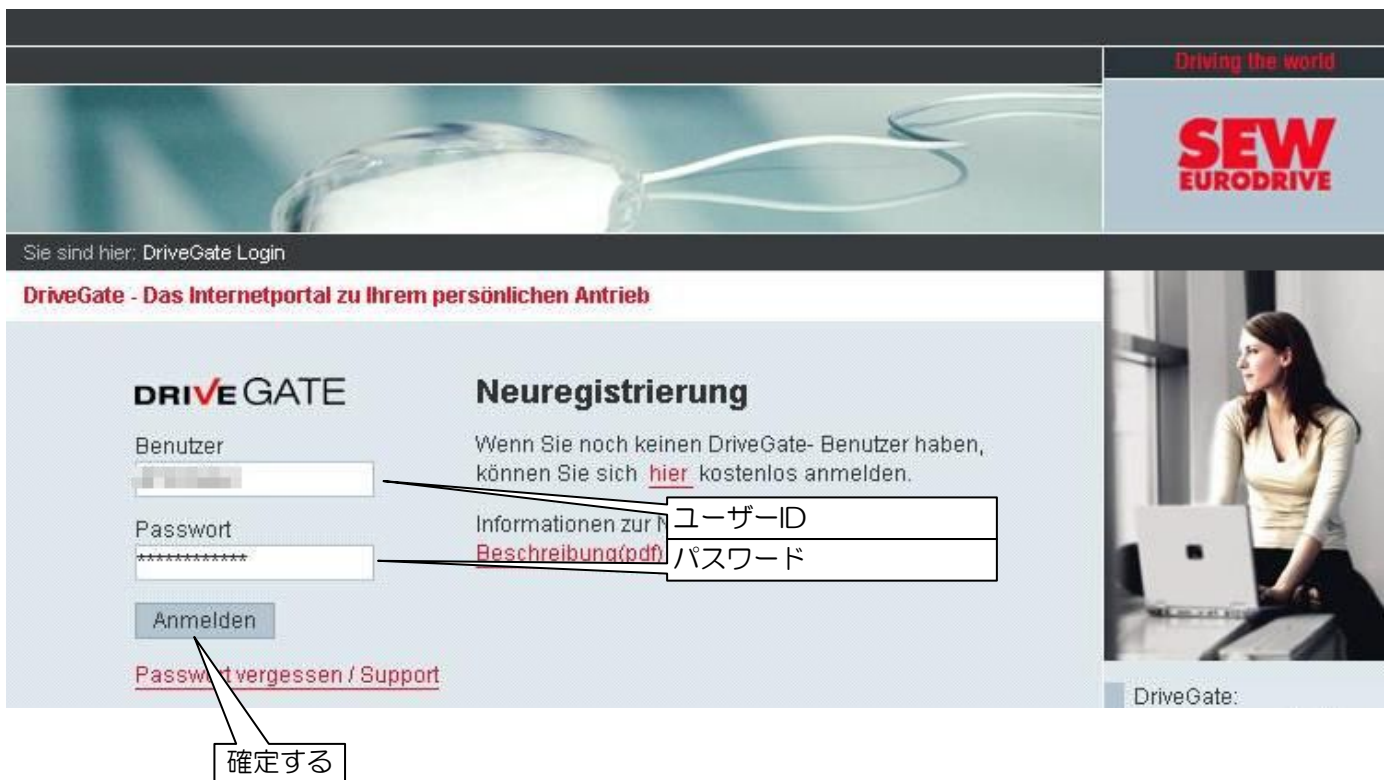 Driving the world
SEW
EURODRIVE
Sie sind hier: DriveGate Login
DriveGate - Das Internetportal zu Ihrem persönlichen Antrieb
DRIVE GATE
Benutzer
Passwort
************
Anmelden
Passwort vergessen / Support
Neuregistrierung
Wenn Sie noch keinen DriveGate- Benutzer haben,
können Sie sich hier kostenlos anmelden.
Informationen zur
Beschreibung(pdf)
ユーザーID
パスワード
確定する
DriveGate: